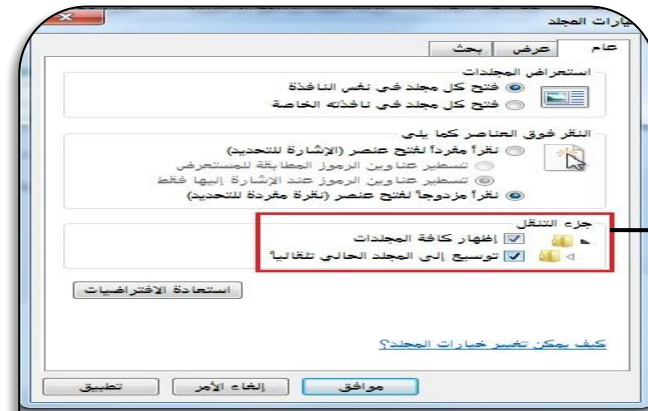 يارات المجلد
عام عرض بحث
استعراض المجلدات
فتح كل مجلد في نفس النافذة
فتح كل مجلد في نافذته الخاصة
النقر فوق العناصر كما يلي
نقراً مفرداً لفتح عنصر (الإشارة للتحديد)
تسطير عناوين الرموز المطابقة للمستعرض
تسطير عناوين الرموز عند الإشارة إليها فقط
نقراً مزدوجاً لفتح عنصر (نقرة مفردة للتحديد)
جزء التنقل
إظهار كافة المجلدات
توسيع إلى المجلد الحالي تلقائياً
استعادة الافتراضيات
كيف يمكن تغيير خيارات المجلد؟
موافق إلغاء الأمر تطبيق